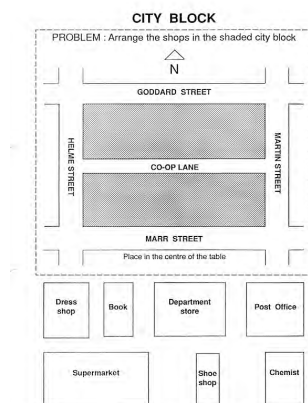 CITY BLOCK
PROBLEM : Arrange the shops in the shaded city block
N
GODDARD STREET
HELME STREET
MARTIN STREET
CO-OP LANE
MARR STREET
Place in the centre of the table
Dress
shop
Book
Department
store
Post Office
Supermarket
Shoe
shop
Chemist